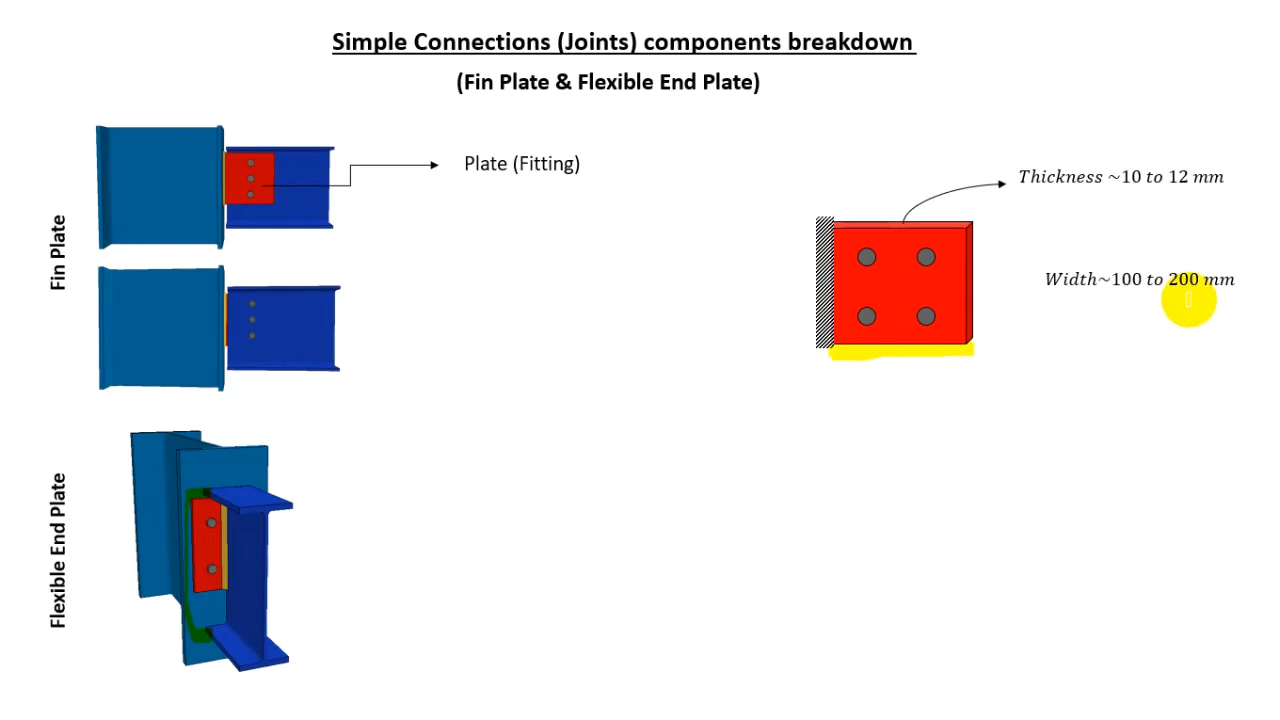 Simple Connections (Joints) components breakdown
(Fin Plate & Flexible End Plate)
Plate (Fitting)
Thickness ~10 to 12 mm
Width~100 to 200 mm
Fin Plate
Flexible End Plate